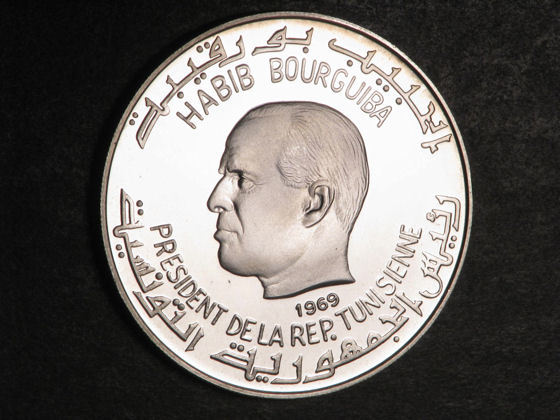 الحبيب بورقيبة
HABIB BOURGUIBA
1969
PRESIDENT DE LA REP. TUNISIENNE
رئيس الجمهورية التونسية